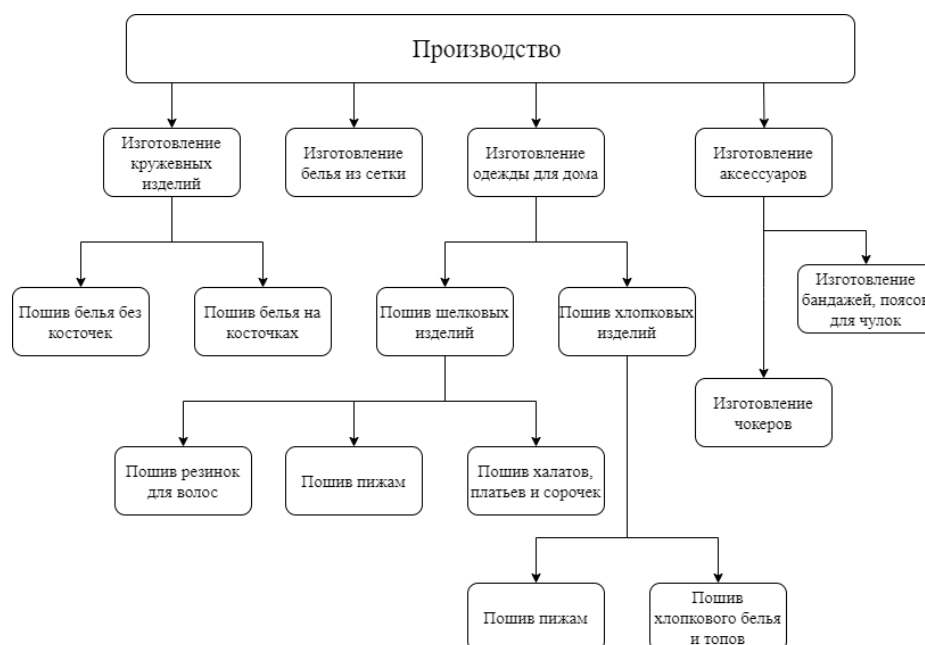 Производство
Изготовление
кружевных
изделий
Изготовление
белья из сетки
Изготовление
одежды для дома
Изготовление
аксессуаров
Пошив белья без
косточек
Пошив белья на
косточках
Пошив шелковых
изделий
Пошив хлопковых
изделий
Изготовление
бандажей, поясов
для чулок
Изготовление
чокеров
Пошив резинок
для волос
Пошив пижам
Пошив халатов,
платьев и сорочек
Пошив пижам
Пошив
хлопкового белья
и топов